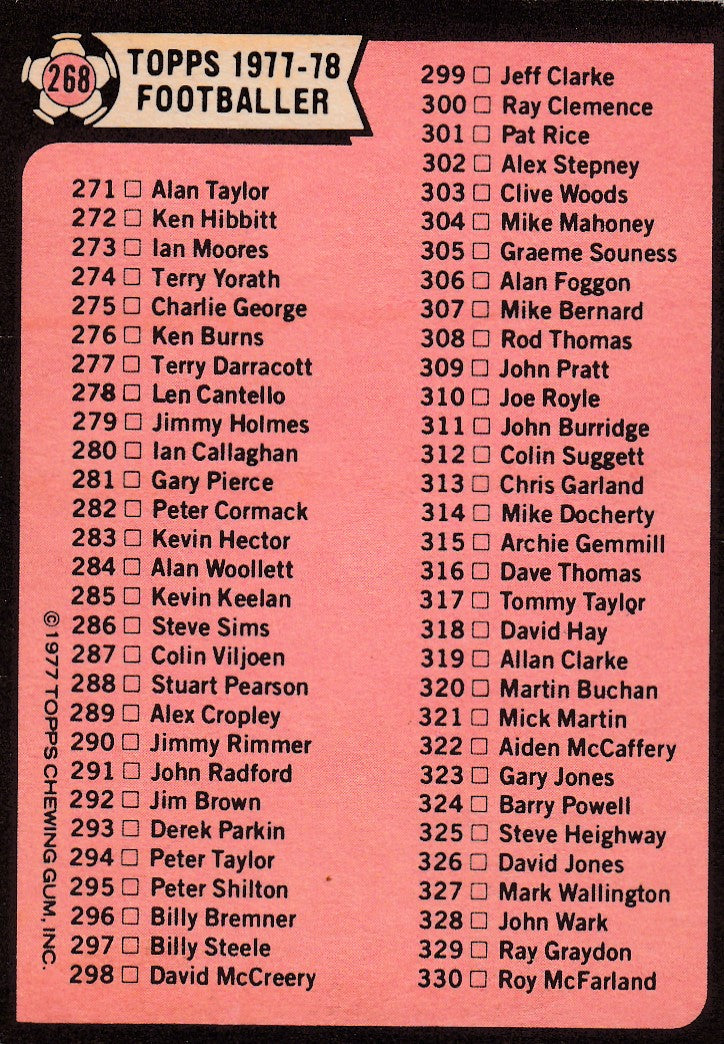 268
TOPPS 1977-78
FOOTBALLER
271 □ Alan Taylor
272 □ Ken Hibbitt
273 □ Ian Moores
274 □ Terry Yorath
275 □ Charlie George
276 □ Ken Burns
277 □ Terry Darracott
278 □ Len Cantello
279 □ Jimmy Holmes
280 □ Ian Callaghan
281 □ Gary Pierce
282 □ Peter Cormack
283 □ Kevin Hector
284 □ Alan Woollett
285 □ Kevin Keelan
286 □ Steve Sims
287 □ Colin Viljoen
288 □ Stuart Pearson
289 □ Alex Cropley
290 □ Jimmy Rimmer
291 □ John Radford
292 □ Jim Brown
293 □ Derek Parkin
294 □ Peter Taylor
295 □ Peter Shilton
296 □ Billy Bremner
297 □ Billy Steele
298 □ David McCreery
299 □ Jeff Clarke
300 □ Ray Clemence
301 □ Pat Rice
302 □ Alex Stepney
303 □ Clive Woods
304 □ Mike Mahoney
305 □ Graeme Souness
306 □ Alan Foggon
307 □ Mike Bernard
308 □ Rod Thomas
309 □ John Pratt
310 □ Joe Royle
311 □ John Burridge
312 □ Colin Suggett
313 □ Chris Garland
314 □ Mike Docherty
315 □ Archie Gemmill
316 □ Dave Thomas
317 □ Tommy Taylor
318 □ David Hay
319 □ Allan Clarke
320 □ Martin Buchan
321 □ Mick Martin
322 □ Aiden McCaffery
323 □ Gary Jones
324 □ Barry Powell
325 □ Steve Heighway
326 □ David Jones
327 □ Mark Wallington
328 □ John Wark
329 □ Ray Graydon
330 □ Roy McFarland
©1977 TOPPS CHEWING GUM, INC.